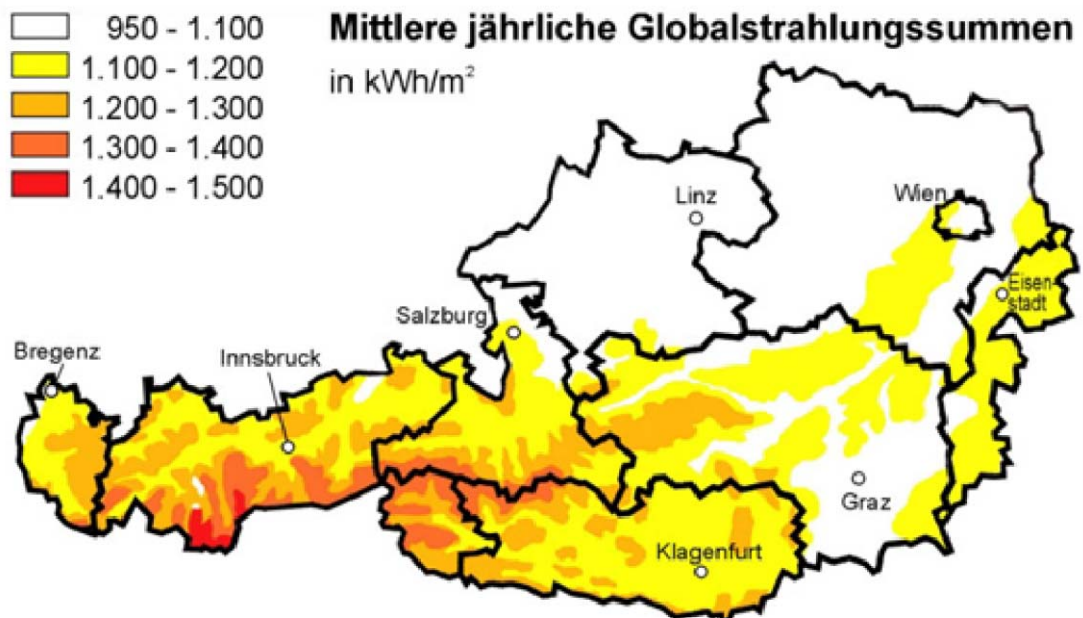 Mittlere jährliche Globalstrahlungssummen
in kWh/m²
950 - 1.100
1.100 - 1.200
1.200 - 1.300
1.300 - 1.400
1.400 - 1.500
Linz
Wien
Eisen-
stadt
Salzburg
Bregenz
Innsbruck
Graz
Klagenfurt